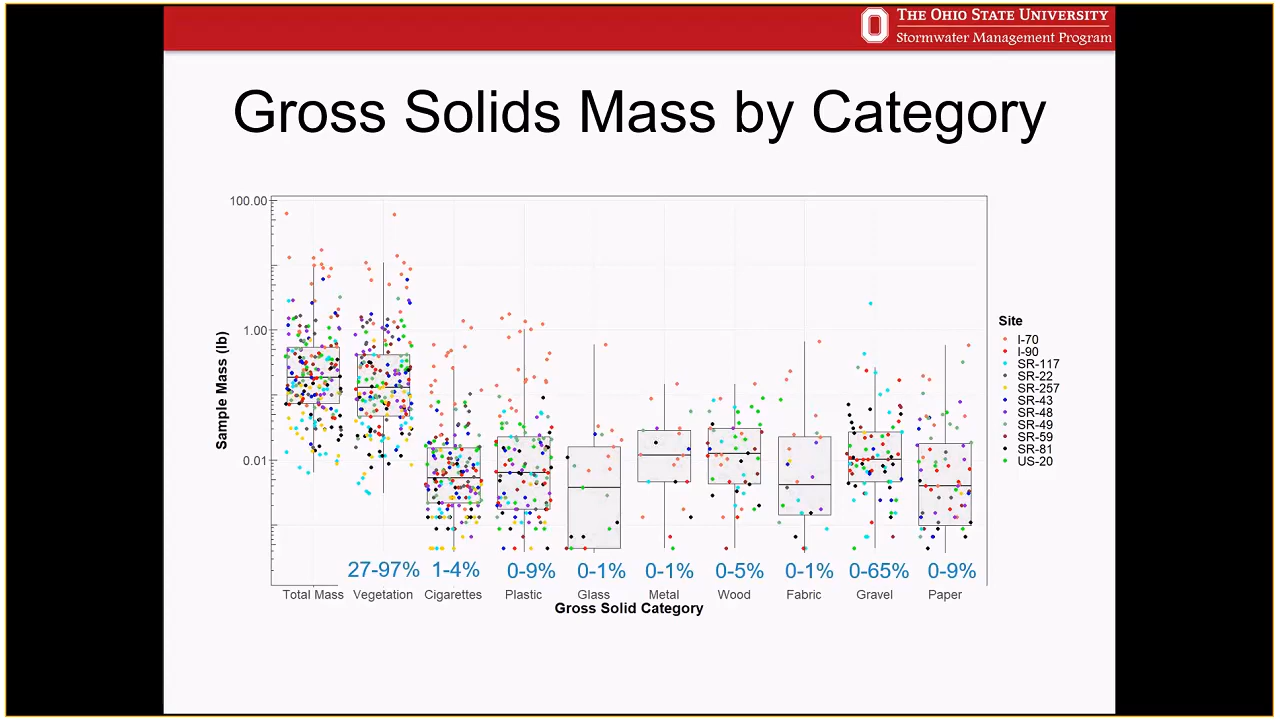 THE OHIO STATE UNIVERSITY
Stormwater Management Program
Gross Solids Mass by Category
100.00
1.00
0.01
Sample Mass (lb)
27-97% 1-4% 0-9% 0-1% 0-1% 0-5% 0-1% 0-65% 0-9%
Total Mass Vegetation Cigarettes Plastic Glass Metal Wood Fabric Gravel Paper
Gross Solid Category
Site
I-70
I-90
SR-117
SR-22
SR-257
SR-43
SR-48
SR-49
SR-59
SR-81
US-20